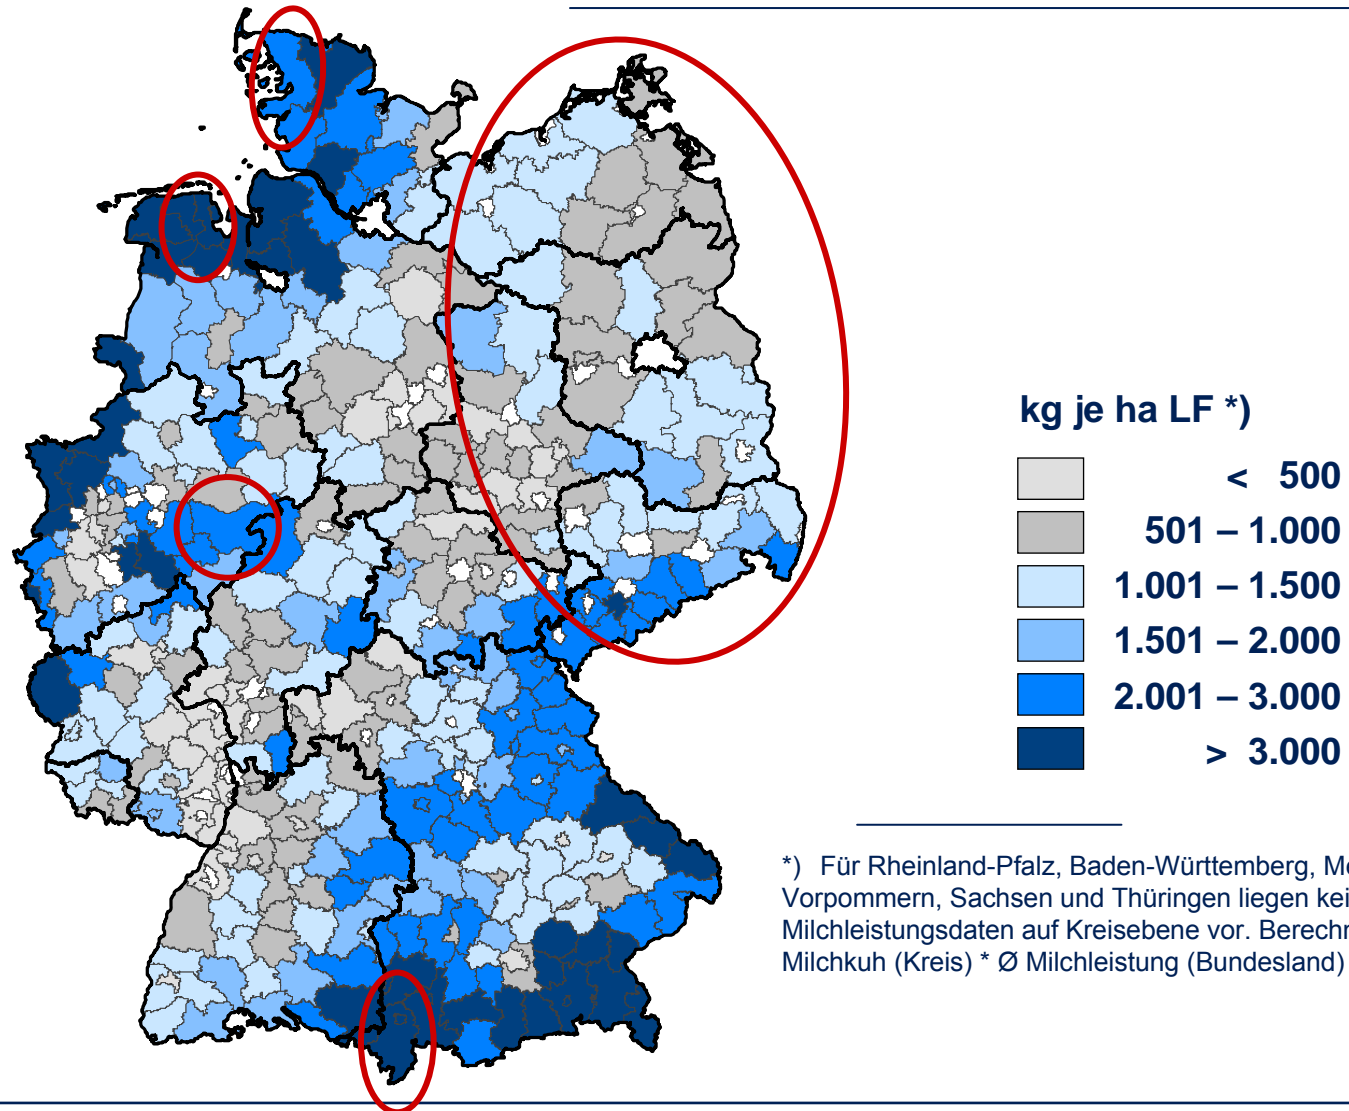 kg je ha LF *)
< 500
501 – 1.000
1.001 – 1.500
1.501 – 2.000
2.001 – 3.000
> 3.000
*) Für Rheinland-Pfalz, Baden-Württemberg,
Vorpommern, Sachsen und Thüringen liegen
Milchleistungsdaten auf Kreisebene vor.
Milchkuh (Kreis) * Ø Milchleistung (Bundesland)